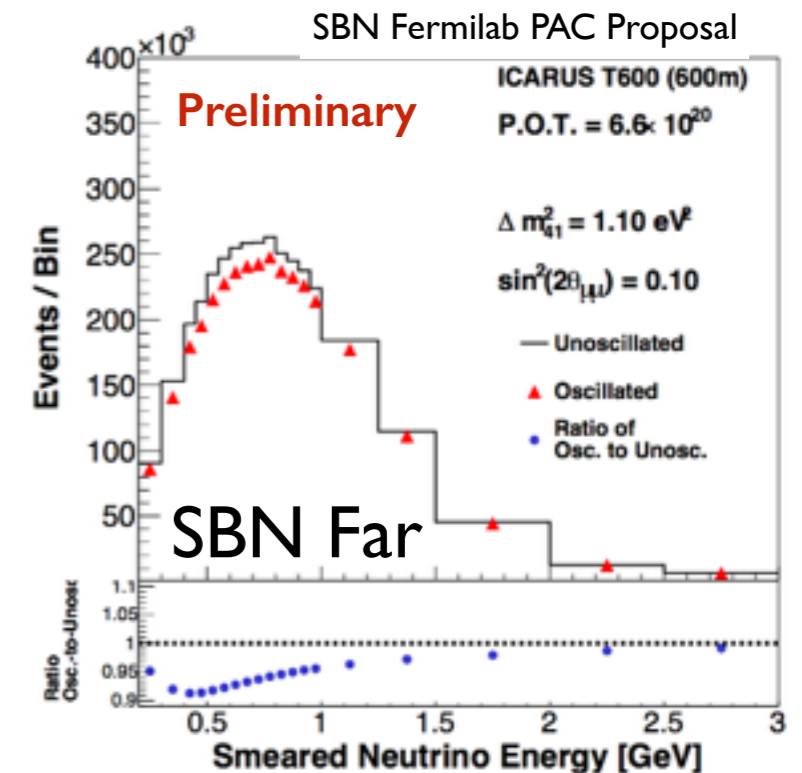 SBN Fermilab PAC Proposal
×10³
400
350
300
250
200
150
100
50
Events / Bin
Preliminary
ICARUS T600 (600m)
P.O.T. = 6.6× 10²⁰
Δ m²₄₁ = 1.10 eV²
sin²(2θ_μμ) = 0.10
Unoscillated
Oscillated
Ratio of
Osc. to Unosc.
SBN Far
1.1
1.05
1
0.95
0.9
Ratio
Osc.-to-Unosc
0.5
1
1.5
2
2.5
3
Smeared Neutrino Energy [GeV]